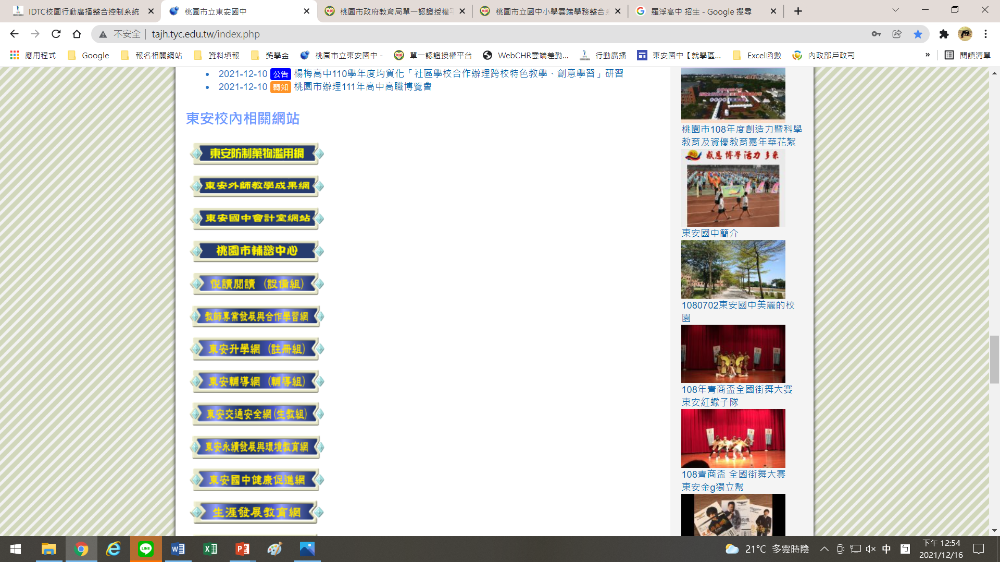 IDTC校園行動廣播整合控制系統
桃園市立東安國中
桃園市政府教育局單一認證授權平
桃園市立國中小學雲端學務整合
羅浮高中 招生 - Google 搜尋
不安全 | tajh.tyc.edu.tw/index.php
應用程式
Google
報名相關網站
資料填報
獎學金
桃園市立東安國中 -
單一認證授權平台
WebCHR雲端差勤...
行動廣播
東安國中【就學區...
Excel函數
內政部戶政司
»
閱讀清單
2021-12-10 公告 楊梅高中110學年度均質化「社區學校合作辦理跨校特色教學、創意學習」研習
2021-12-10 轉知 桃園市辦理111年高中高職博覽會
東安校內相關網站
東安防制藥物濫用網
東安外師教學成果網
東安國中會計室網站
桃園市輔諮中心
悅讀閱讀 (設備組)
教師專業發展與合作學習網
東安升學網 (註冊組)
東安輔導網 (輔導組)
東安交通安全網(生教組)
東安永續發展與環境教育網
東安國中健康促進網
生涯發展教育網
桃園市108年度創造力暨科學
教育及資優教育嘉年華花絮
感恩 博學 活力 多采
東安國中簡介
1080702東安國中美麗的校
園
108年青商盃全國街舞大賽
東安紅蠍子隊
108青商盃 全國街舞大賽
東安金g獨立幫
LINE
21°C 多雲時陰
中
下午 12:54
2021/12/16